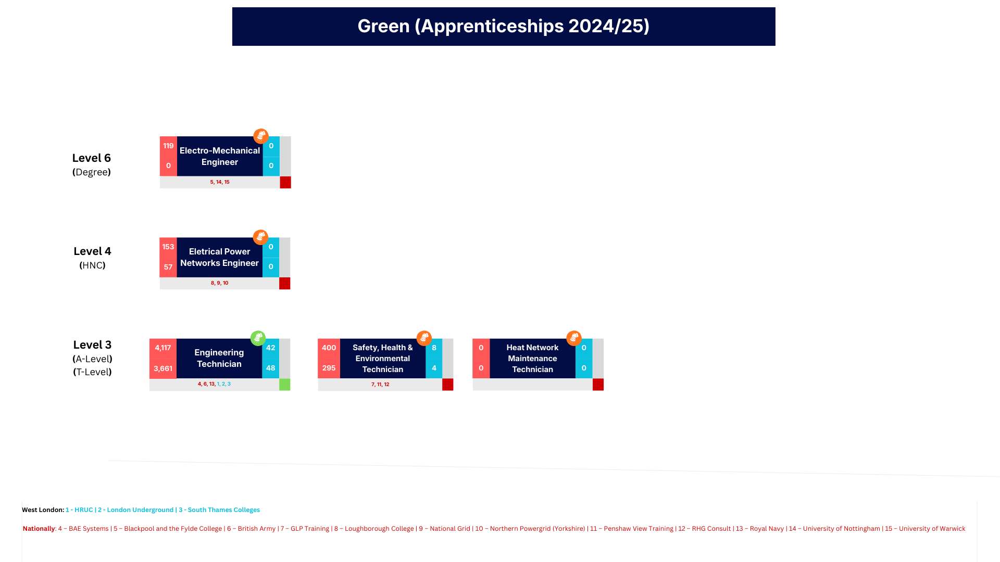 Green (Apprenticeships 2024/25)
Level 6
(Degree)
119
0
Electro-Mechanical
Engineer
0
0
5, 14, 15
Level 4
(HNC)
153
57
Eletrical Power
Networks Engineer
0
0
8, 9, 10
Level 3
(A-Level)
(T-Level)
4,117
3,661
Engineering
Technician
42
48
4, 6, 13, 1, 2, 3
400
295
Safety, Health &
Environmental
Technician
8
4
7, 11, 12
0
0
Heat Network
Maintenance
Technician
0
0
West London: 1 - HRUC | 2 - London Underground | 3 - South Thames Colleges
Nationally: 4 – BAE Systems | 5 – Blackpool and the Fylde College | 6 – British Army | 7 – GLP Training | 8 – Loughborough College | 9 – National Grid | 10 – Northern Powergrid (Yorkshire) | 11 – Penshaw View Training | 12 – RHG Consult | 13 – Royal Navy | 14 – University of Nottingham | 15 – University of Warwick